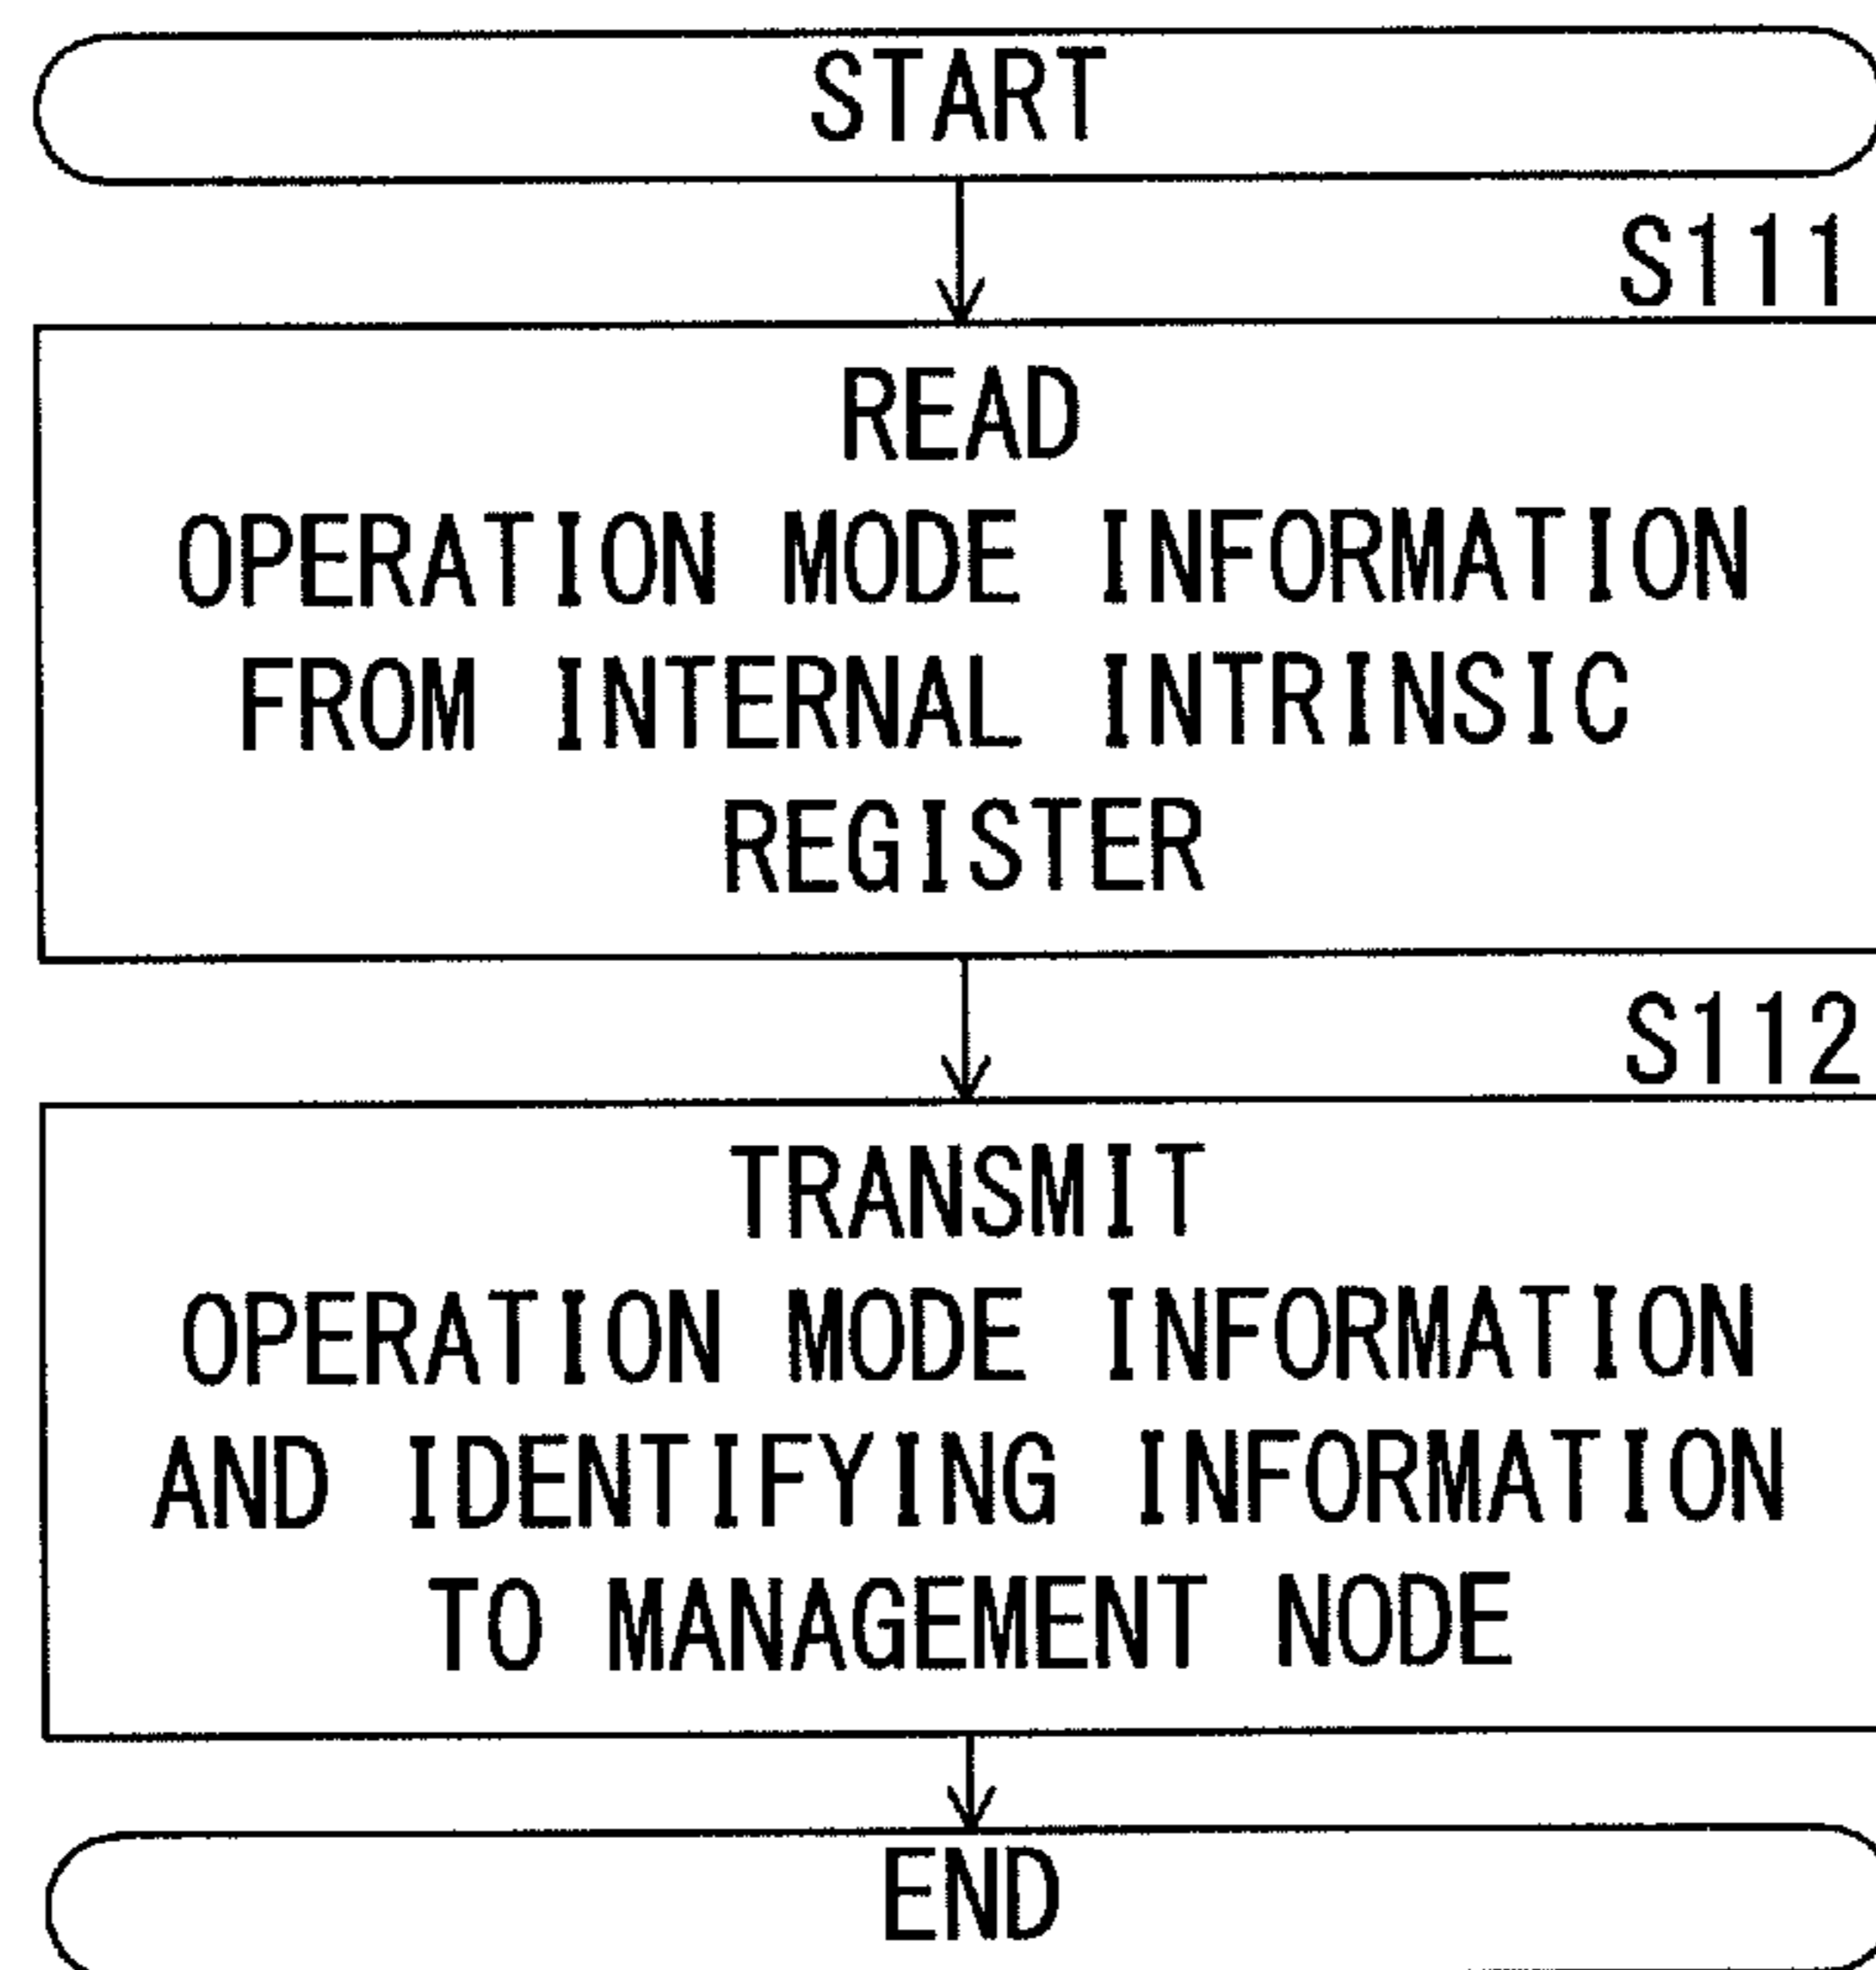 START
S111
READ
OPERATION MODE INFORMATION
FROM INTERNAL INTRINSIC
REGISTER
S112
TRANSMIT
OPERATION MODE INFORMATION
AND IDENTIFYING INFORMATION
TO MANAGEMENT NODE
END